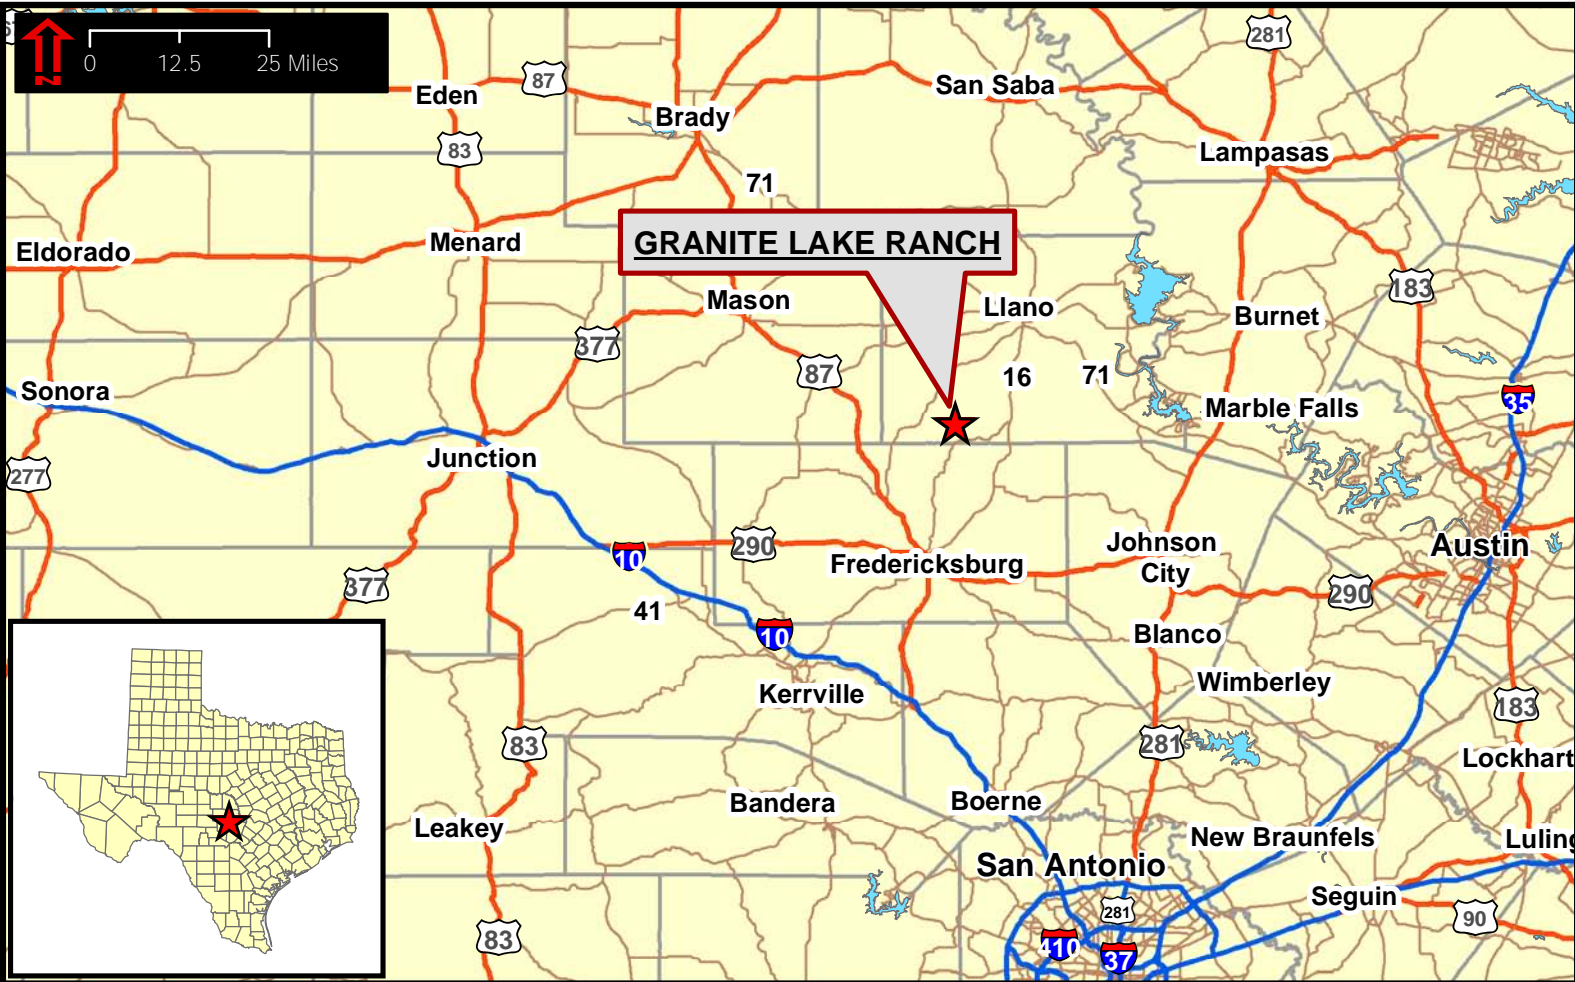 N
0 12.5 25 Miles
281
87
Eden
San Saba
Brady
83
Lampasas
71
GRANITE LAKE RANCH
Menard
Eldorado
183
Mason
Llano
Burnet
377
87
16
71
Sonora
35
Marble Falls
Junction
277
Johnson
City
Austin
290
10
Fredericksburg
377
290
41
10
Blanco
Wimberley
Kerrville
183
83
281
Lockhart
Bandera
Boerne
Leakey
New Braunfels
Luling
San Antonio
Seguin
281
90
83
410
37